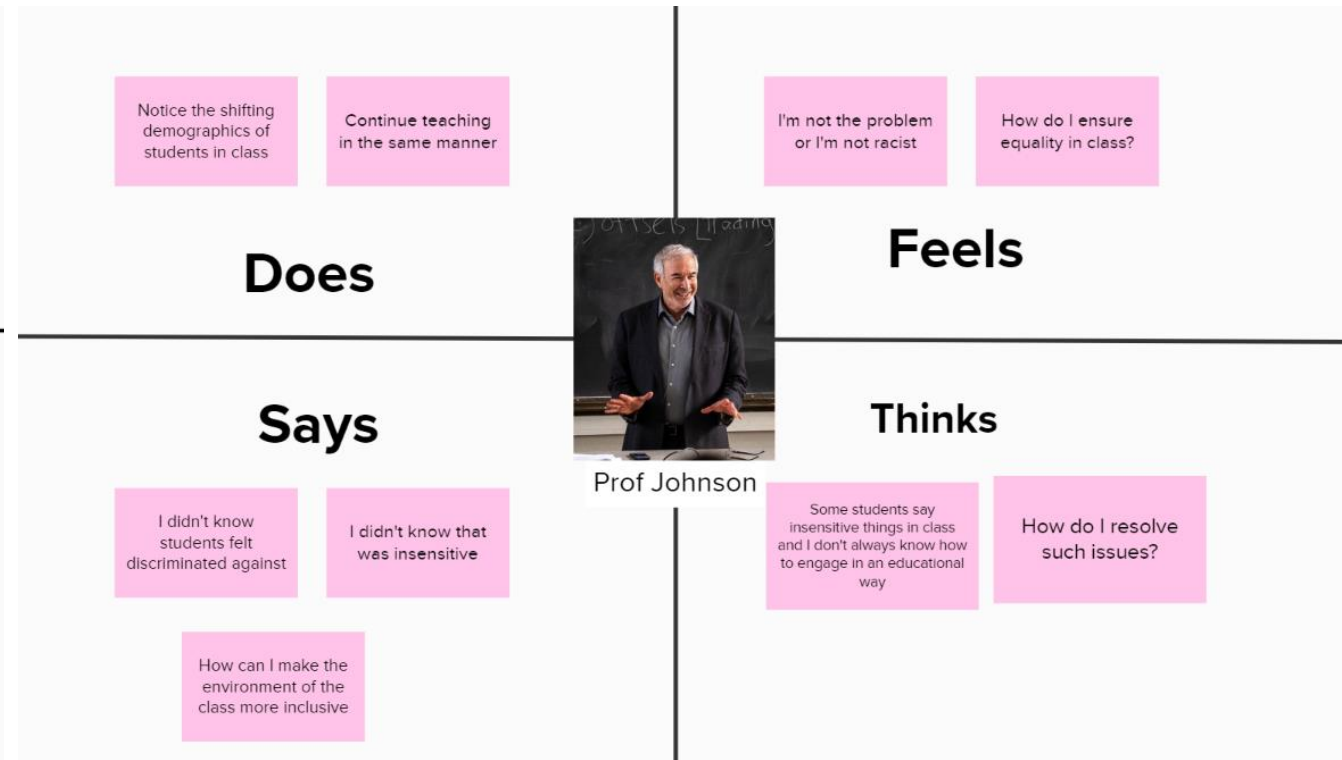 Notice the shifting
demographics of
students in class
Continue teaching
in the same manner
Does
I'm not the problem
or I'm not racist
How do I ensure
equality in class?
Feels
Says
I didn't know
students felt
discriminated against
I didn't know that
was insensitive
How can I make the
environment of the
class more inclusive
Prof Johnson
Thinks
Some students say
insensitive things in class
and I don't always know how
to engage in an educational
way
How do I resolve
such issues?